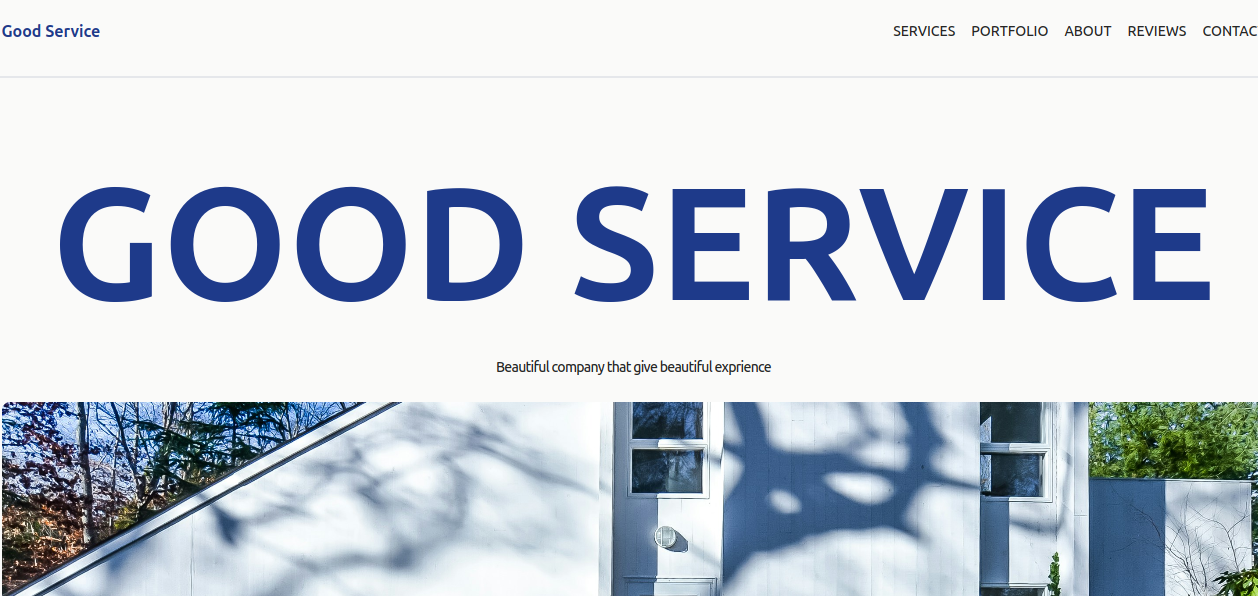 Good Service
SERVICES PORTFOLIO ABOUT REVIEWS CONTAC
GOOD SERVICE
Beautiful company that give beautiful exprience